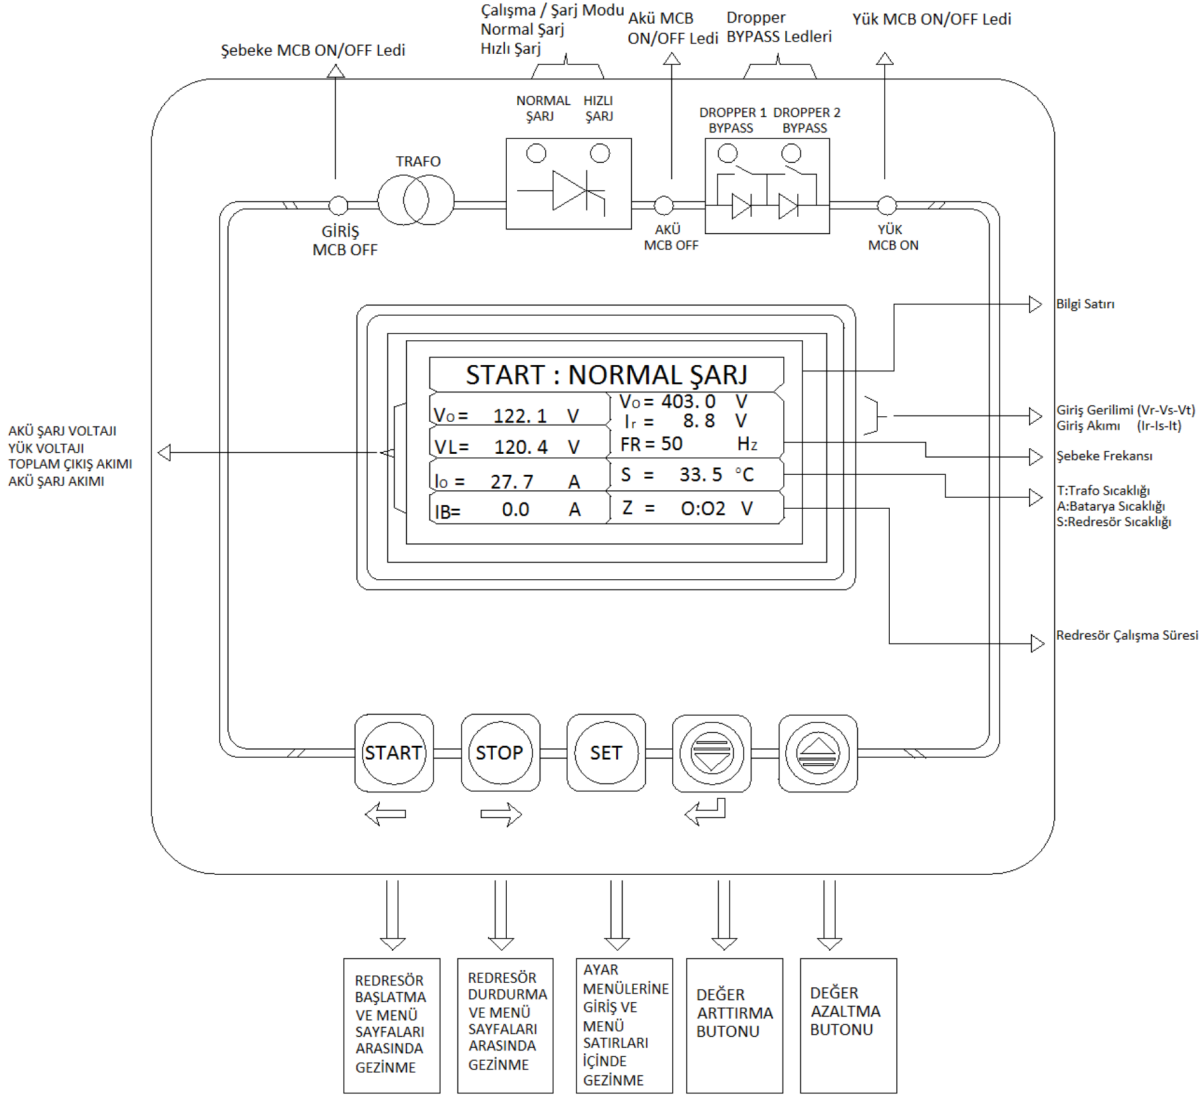 Çalışma / Şarj Modu
Normal Şarj
Hızlı Şarj
Akü MCB
ON/OFF Ledi
Dropper
BYPASS Ledleri
Yük MCB ON/OFF Ledi
Şebeke MCB ON/OFF Ledi
NORMAL
ŞARJ
HIZLI
ŞARJ
DROPPER 1
BYPASS
DROPPER 2
BYPASS
TRAFO
GİRİŞ
MCB OFF
AKÜ
MCB OFF
YÜK
MCB ON
Bilgi Satırı
START : NORMAL ŞARJ
Vo= 122.1 V
VL= 120.4 V
Io = 27.7 A
IB= 0.0 A
Vo= 403.0 V
Ir = 8.8 V
FR= 50 Hz
S = 33.5 °C
Z = O:O2 V
Giriş Gerilimi (Vr-Vs-Vt)
Giriş Akımı (Ir-Is-It)
Şebeke Frekansı
T:Trafo Sıcaklığı
A:Batarya Sıcaklığı
S:Redresör Sıcaklığı
Redresör Çalışma Süresi
AKÜ ŞARJ VOLTAJI
YÜK VOLTAJI
TOPLAM ÇIKIŞ AKIMI
AKÜ ŞARJ AKIMI
START
STOP
SET
REDRESÖR
BAŞLATMA
VE MENÜ
SAYFALARI
ARASINDA
GEZİNME
REDRESÖR
DURDURMA
VE MENÜ
SAYFALARI
ARASINDA
GEZİNME
AYAR
MENÜLERİNE
GİRİŞ VE
MENÜ
SATIRLARI
İÇİNDE
GEZİNME
DEĞER
ARTTIRMA
BUTONU
DEĞER
AZALTMA
BUTONU